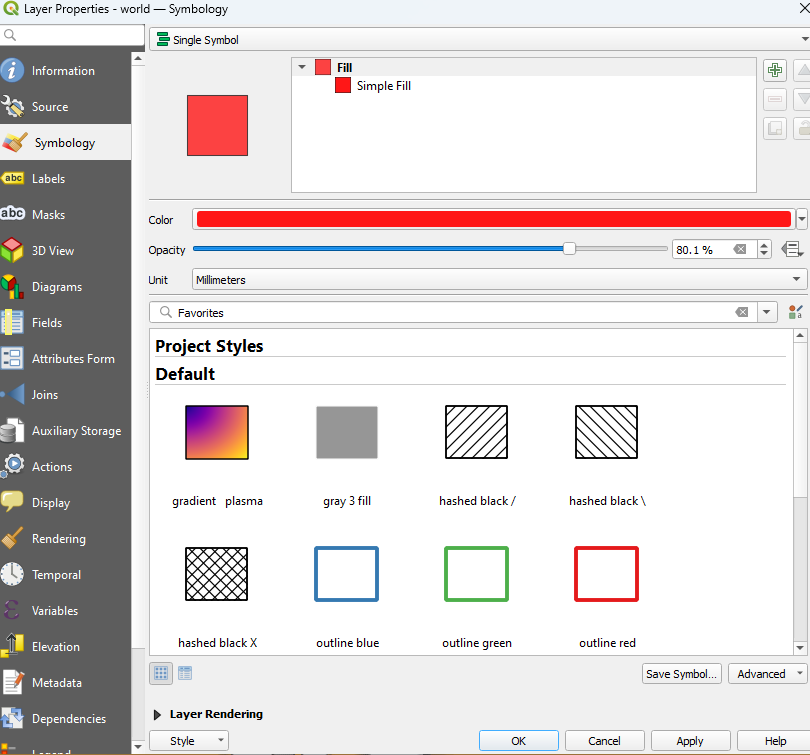 Layer Properties - world — Symbology
Single Symbol
Information
Source
Symbology
abc Labels
abc Masks
3D View
Diagrams
Fields
Attributes Form
Joins
Auxiliary Storage
Actions
Display
Rendering
Temporal
Variables
Elevation
Metadata
Dependencies
Legend
Fill
Simple Fill
Color
Opacity
80.1 %
Unit
Millimeters
Favorites
Project Styles
Default
gradient plasma
gray 3 fill
hashed black /
hashed black \
hashed black X
outline blue
outline green
outline red
Save Symbol...
Advanced
Layer Rendering
Style
OK
Cancel
Apply
Help